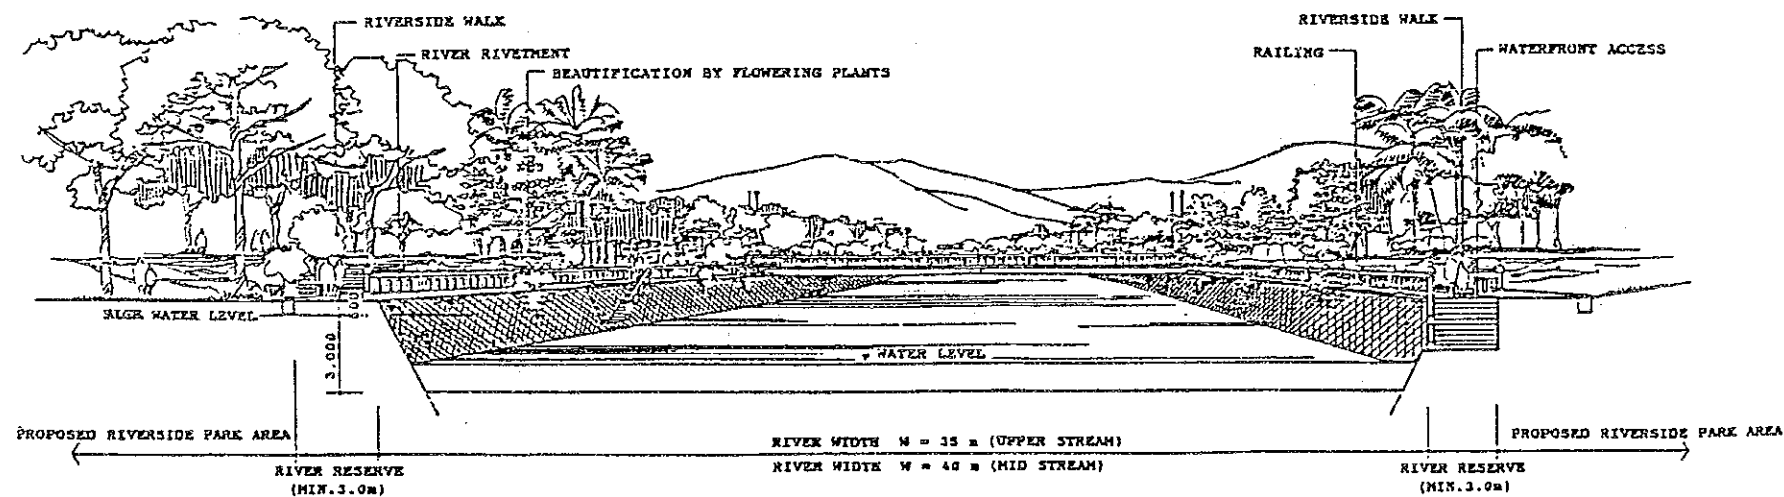 RIVERSIDE WALK
RIVER RIVETMENT
BEAUTIFICATION BY FLOWERING PLANTS
RIVERSIDE WALK
RAILING
WATERFRONT ACCESS
WATER LEVEL
3.000
WATER LEVEL
PROPOSED RIVERSIDE PARK AREA
RIVER WIDTH W = 35 m (UPPER STREAM)
PROPOSED RIVERSIDE PARK AREA
RIVER WIDTH W = 40 m (MID STREAM)
RIVER RESERVE
(MIN.3.0m)
RIVER RESERVE
(MIN.3.0m)